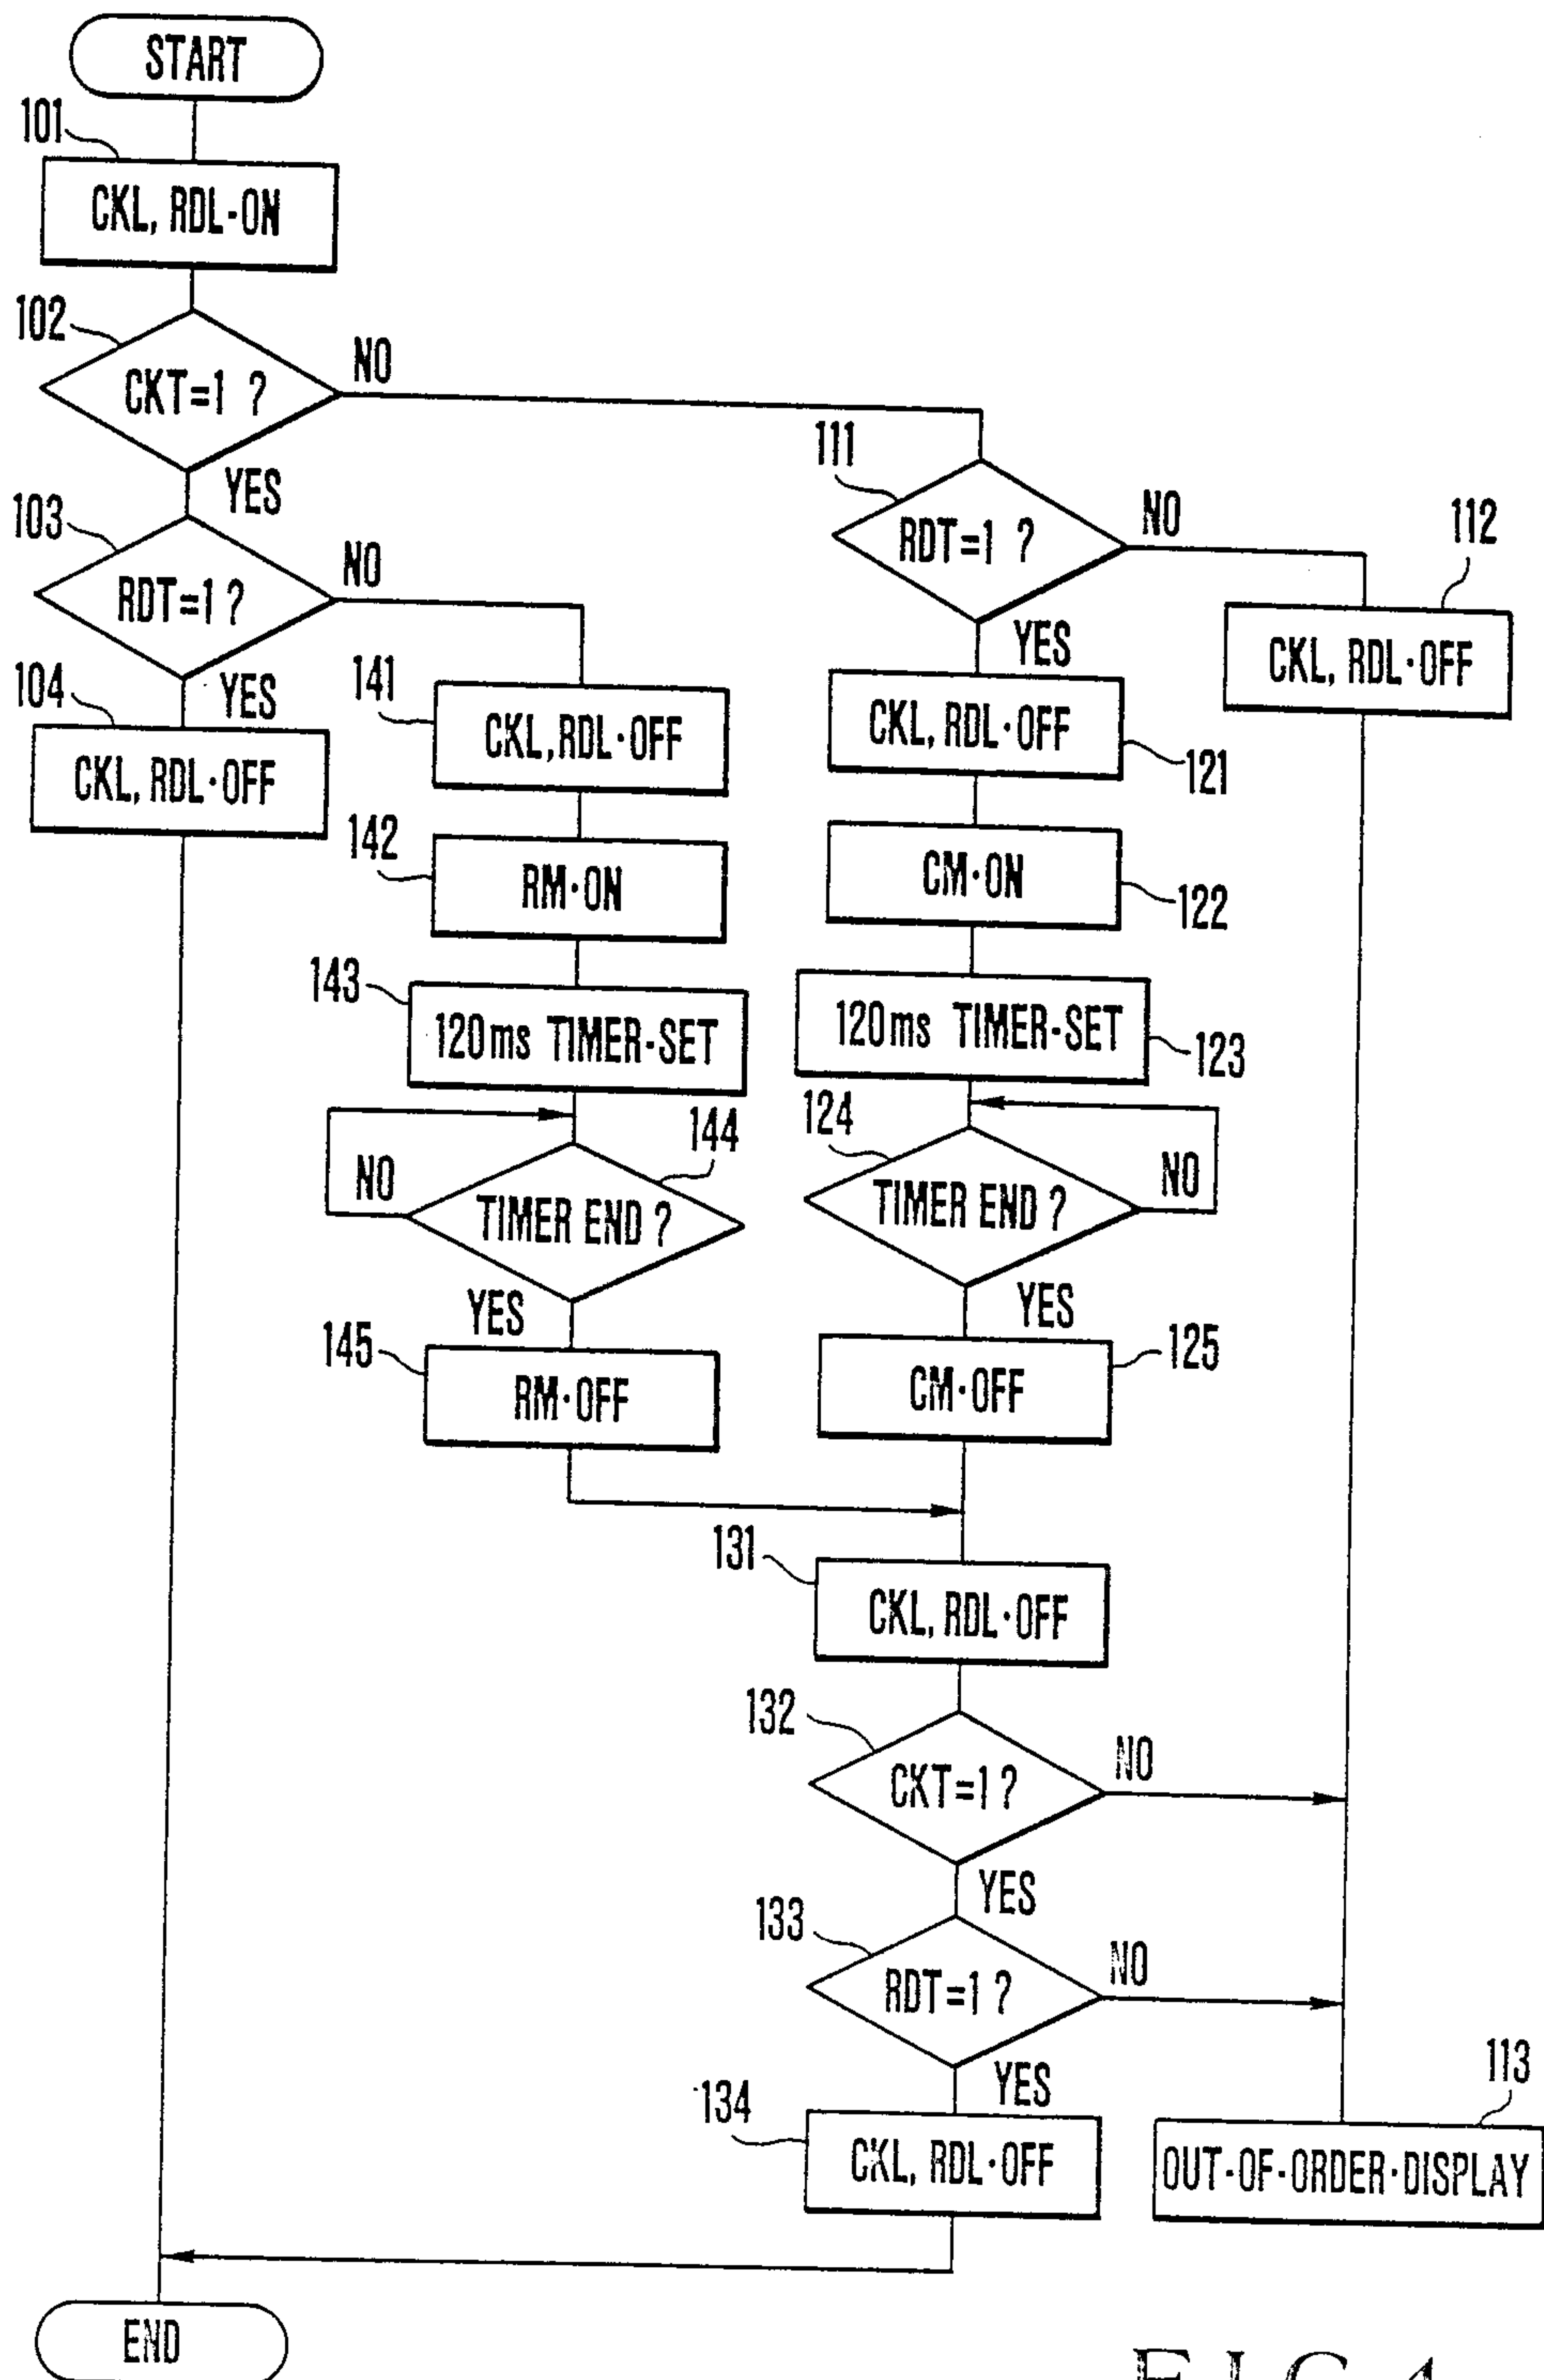 START
101
CKL, RDL-ON
102
CKT=1 ?
NO
YES
111
RDT=1 ?
NO
112
CKL, RDL·OFF
103
RDT=1 ?
NO
YES
104
CKL, RDL·OFF
141
CKL, RDL·OFF
YES
CKL, RDL·OFF
121
142
RM·ON
CM·ON
122
143
120ms TIMER-SET
120ms TIMER-SET
123
144
NO
TIMER END ?
YES
124
TIMER END ?
NO
YES
145
RM·OFF
CM·OFF
125
131
CKL, RDL·OFF
132
CKT=1 ?
NO
YES
133
RDT=1 ?
NO
YES
134
CKL, RDL·OFF
113
OUT-OF-ORDER·DISPLAY
END